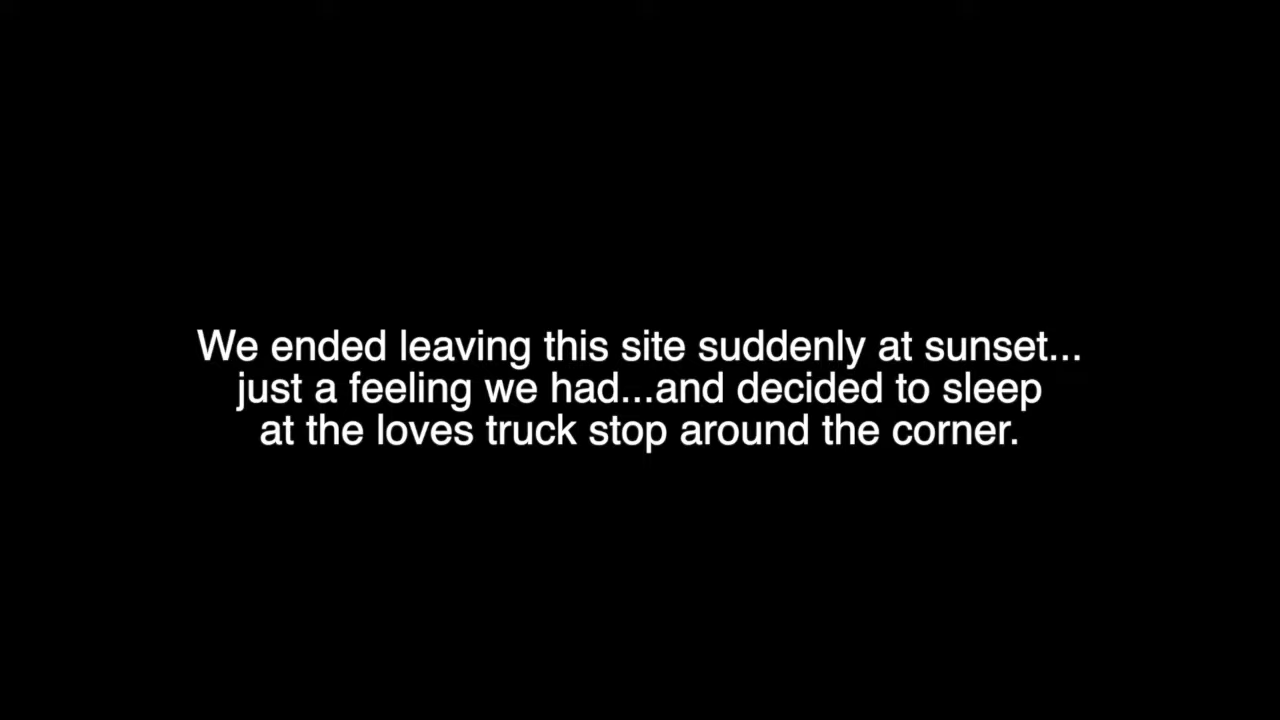 We ended leaving this site suddenly at sunset...
just a feeling we had...and decided to sleep
at the loves truck stop around the corner.